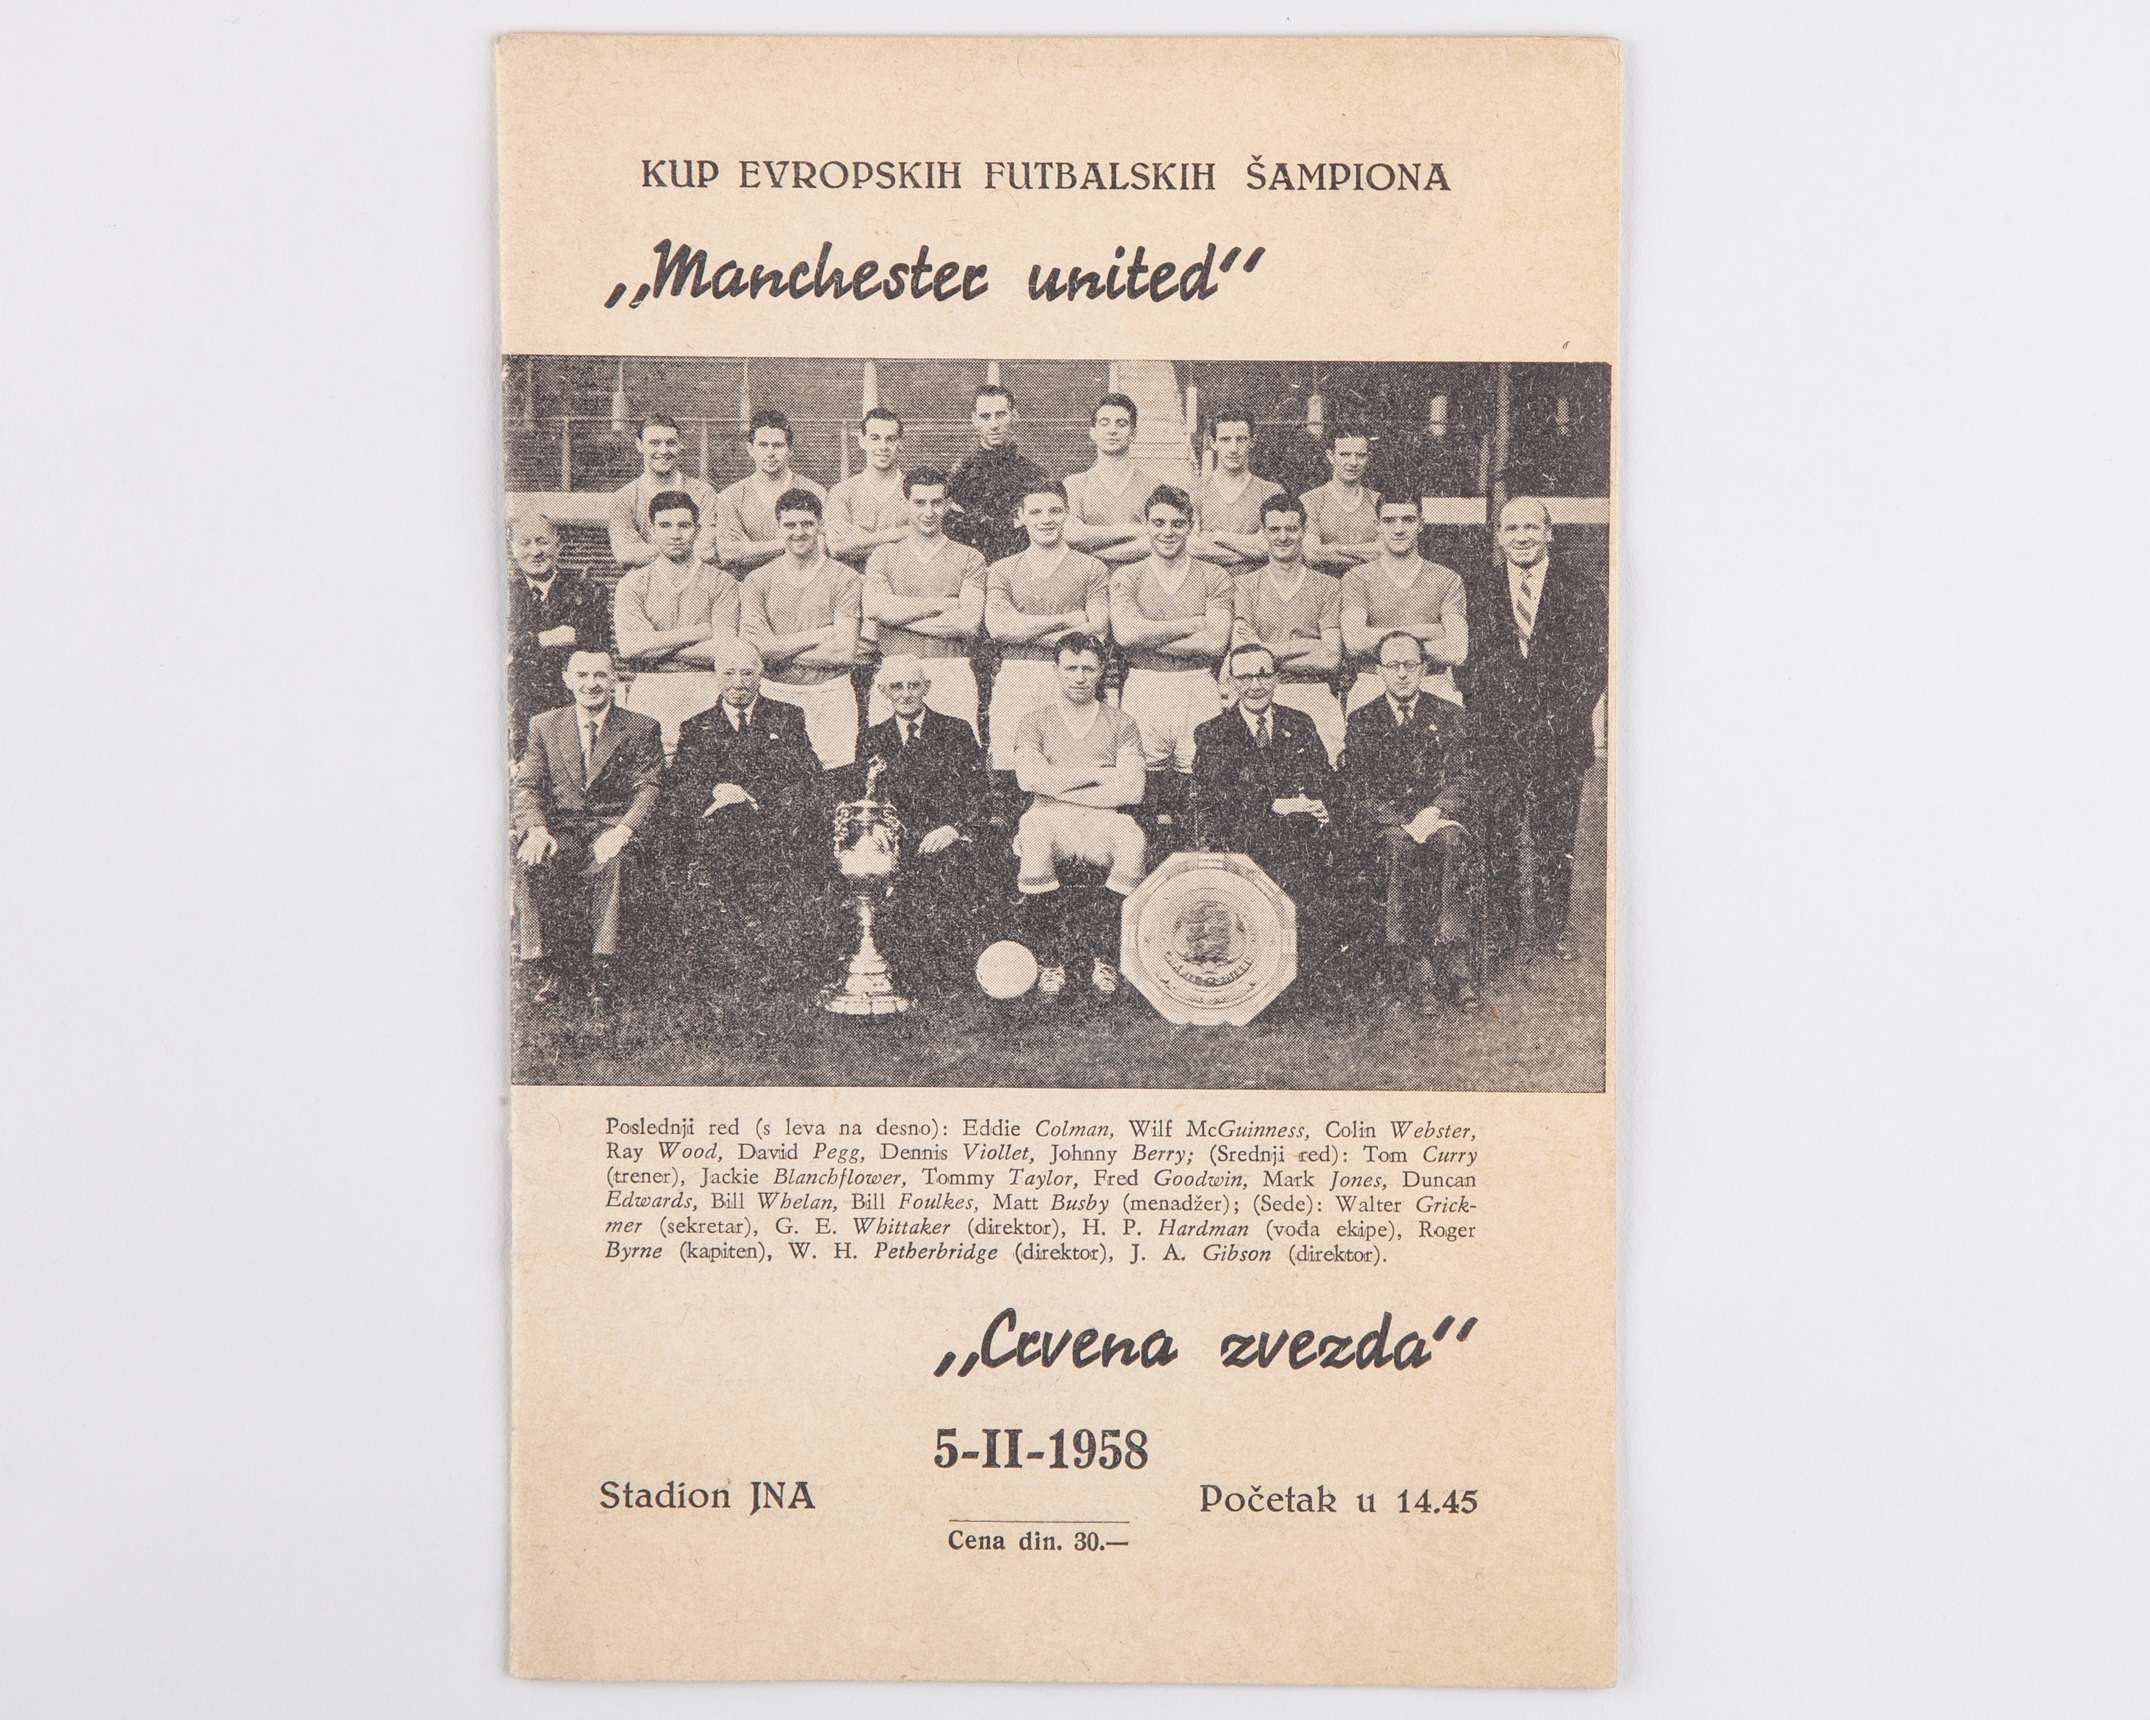 KUP EVROPSKIH FUTBALSKIH ŠAMPIONA
„Manchester united“
Poslednji red (s leva na desno): Eddie Colman, Wilf McGuinness, Colin Webster,
Ray Wood, David Pegg, Dennis Viollet, Johnny Berry; (Srednji red): Tom Curry
(trener), Jackie Blanchflower, Tommy Taylor, Fred Goodwin, Mark Jones, Duncan
Edwards, Bill Whelan, Bill Foulkes, Matt Busby (menadžer); (Sede): Walter Grick-
mer (sekretar), G. E. Whittaker (direktor), H. P. Hardman (vođa ekipe), Roger
Byrne (kapiten), W. H. Petherbridge (direktor), J. A. Gibson (direktor).
„Crvena zvezda“
5-II-1958
Stadion JNA
Početak u 14.45
Cena din. 30.—